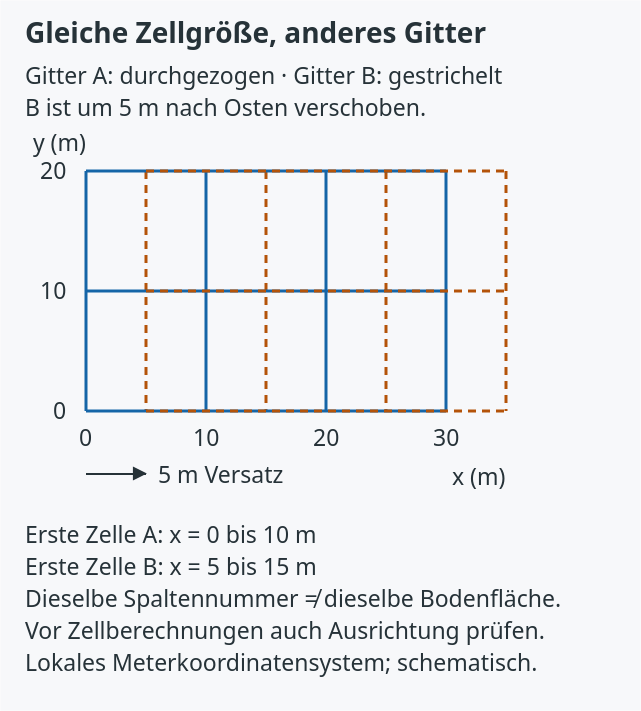 Gleiche Zellgröße, anderes Gitter
Gitter A: durchgezogen · Gitter B: gestrichelt
B ist um 5 m nach Osten verschoben.
y (m)
20
10
0
0 10 20 30
5 m Versatz
x (m)
Erste Zelle A: x = 0 bis 10 m
Erste Zelle B: x = 5 bis 15 m
Dieselbe Spaltennummer ≠ dieselbe Bodenfläche.
Vor Zellberechnungen auch Ausrichtung prüfen.
Lokales Meterkoordinatensystem; schematisch.